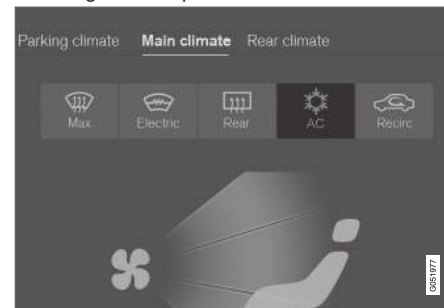 Parking climate Main climate Rear climate
Max Electric Rear AC Recirc
G051977